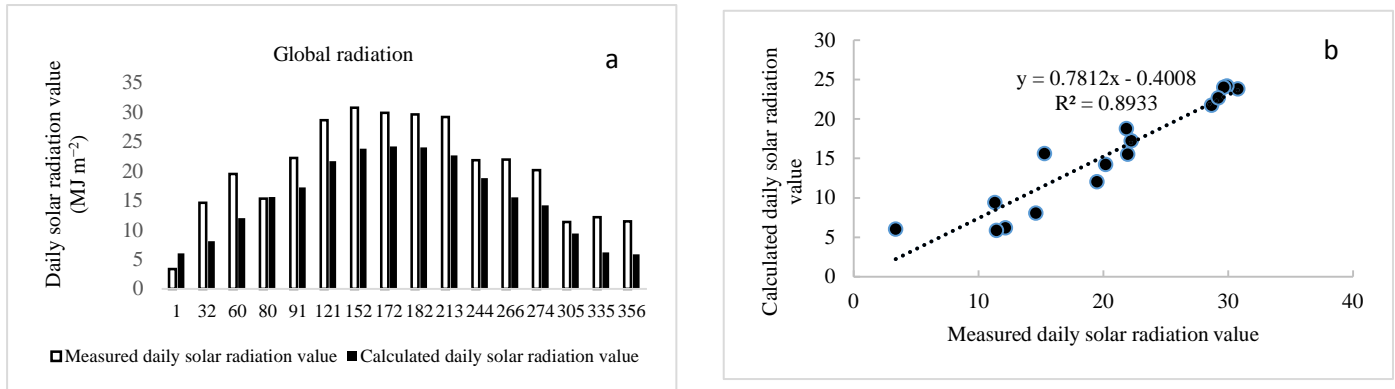 Global radiation
a
Daily solar radiation value
(MJ m⁻²)
35
30
25
20
15
10
5
0
1 32 60 80 91 121 152 172 182 213 244 266 274 305 335 356
Measured daily solar radiation value Calculated daily solar radiation value
b
Calculated daily solar radiation
value
30
25
20
15
10
5
0
y = 0.7812x - 0.4008
R² = 0.8933
0 10 20 30 40
Measured daily solar radiation value